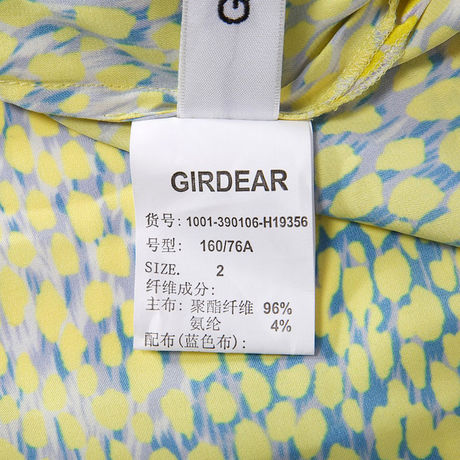 G
GIRDEAR
货号: 1001-390106-H19356
号型: 160/76A
SIZE. 2
纤维成分:
主布: 聚酯纤维 96%
氨纶 4%
配布(蓝色布):